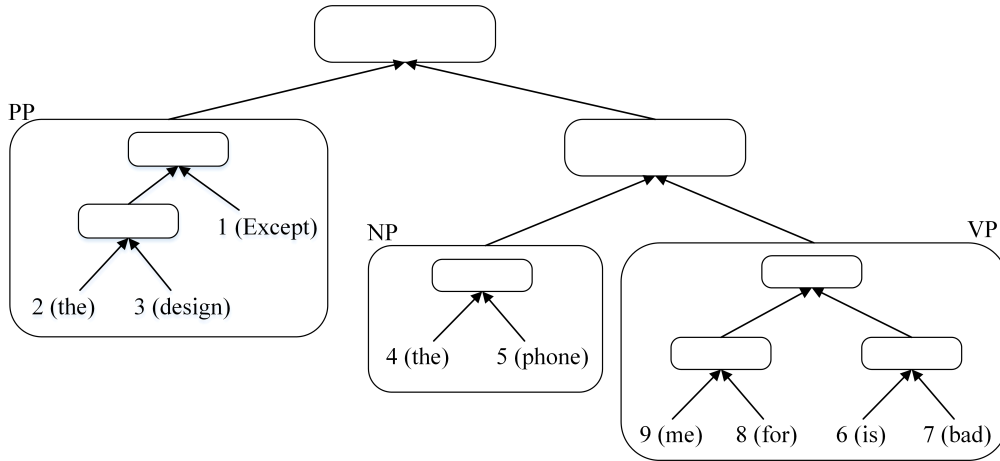 PP
1 (Except)
2 (the) 3 (design)
NP
4 (the) 5 (phone)
VP
9 (me) 8 (for) 6 (is) 7 (bad)